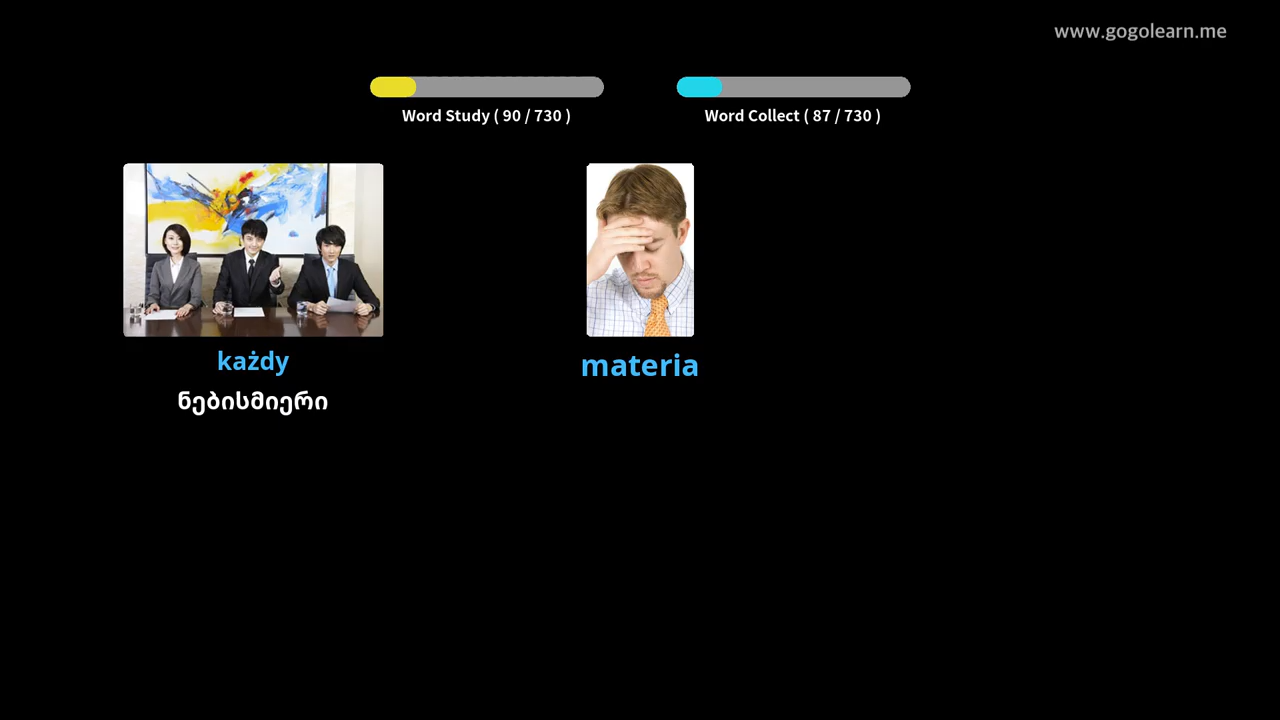 www.gogolearn.me
Word Study ( 90 / 730 )
Word Collect ( 87 / 730 )
każdy
ნებისმიერი
materia